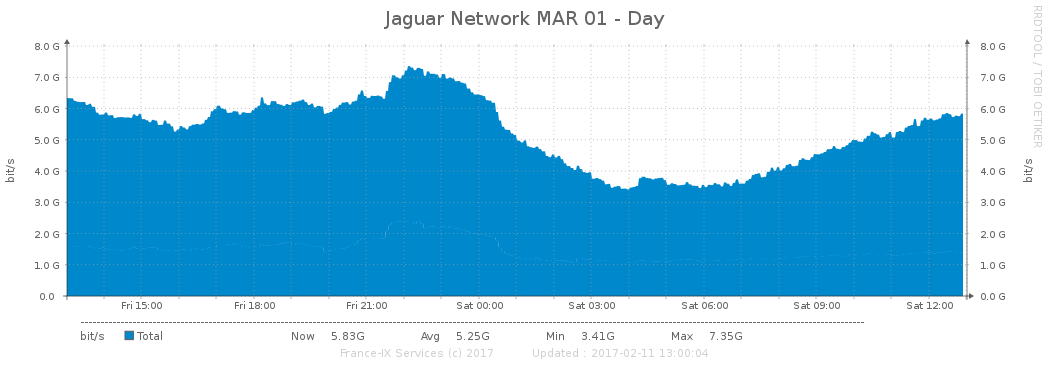 Jaguar Network MAR 01 - Day
RRDTOOL / TOBI OETIKER
8.0 G 8.0 G
7.0 G 7.0 G
6.0 G 6.0 G
5.0 G 5.0 G
4.0 G 4.0 G
3.0 G 3.0 G
2.0 G 2.0 G
1.0 G 1.0 G
0.0 0.0 G
bit/s
bit/s
Fri 15:00 Fri 18:00 Fri 21:00 Sat 00:00 Sat 03:00 Sat 06:00 Sat 09:00 Sat 12:00
bit/s Total Now 5.83G Avg 5.25G Min 3.41G Max 7.35G
France-IX Services (c) 2017 Updated : 2017-02-11 13:00:04